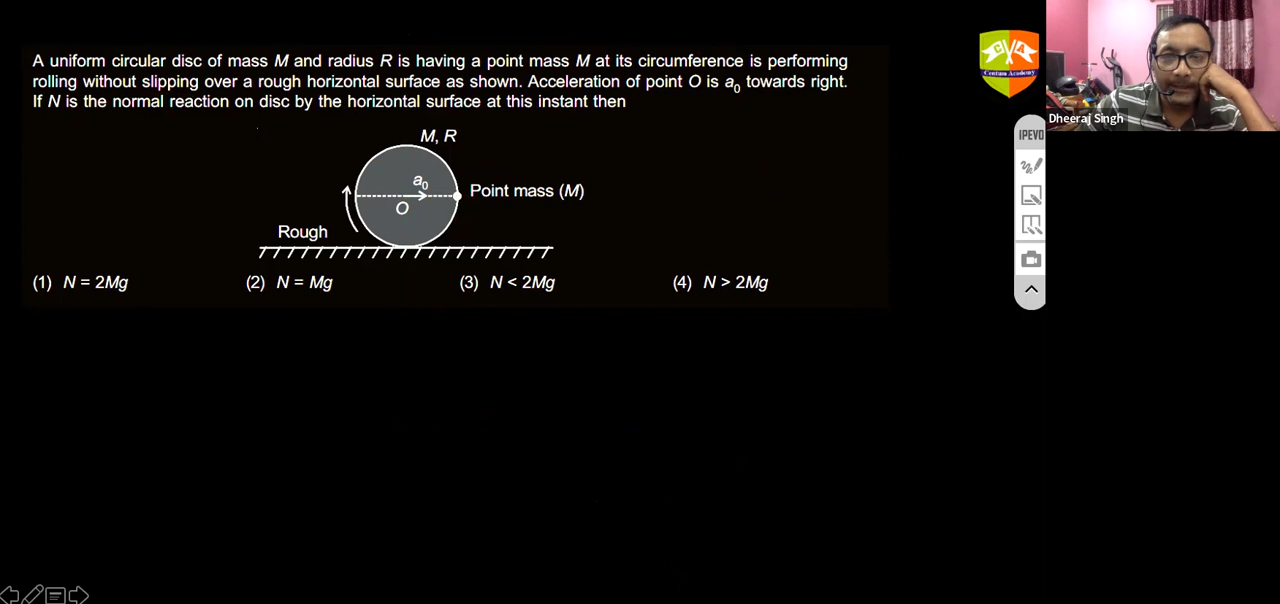 A uniform circular disc of mass M and radius R is having a point mass M at its circumference is performing
rolling without slipping over a rough horizontal surface as shown. Acceleration of point O is a₀ towards right.
If N is the normal reaction on disc by the horizontal surface at this instant then
M, R
a₀
Point mass (M)
O
Rough
(1) N = 2Mg (2) N = Mg (3) N < 2Mg (4) N > 2Mg
C A
Centum Academy
Dheeraj Singh
IPEVO